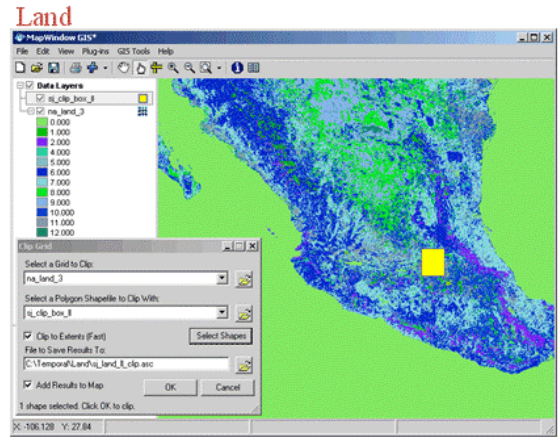 Land
MapWindow GIS*
File Edit View Plug-ins GIS Tools Help
Data Layers
sj_clip_box_ll
na_land_3
0.000
1.000
2.000
4.000
5.000
6.000
7.000
8.000
9.000
10.000
11.000
12.000
Clip Grid
Select a Grid to Clip:
na_land_3
Select a Polygon Shapefile to Clip With:
sj_clip_box_ll
Clip to Extents (Fast)
Select Shapes
File to Save Results To:
C:\Temporal\Land\sj_land_ll_clip.asc
Add Results to Map
OK
Cancel
1 shape selected. Click OK to clip.
X: -106.128 Y: 27.84